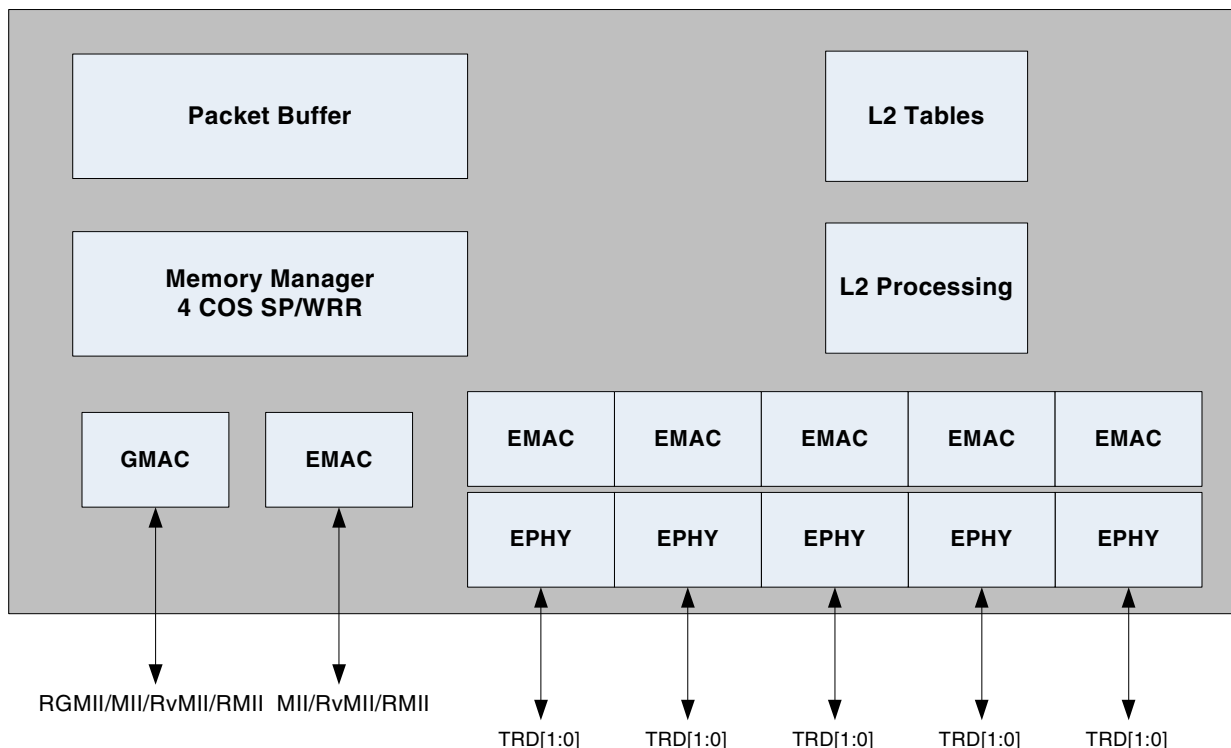 Packet Buffer
L2 Tables
Memory Manager
4 COS SP/WRR
L2 Processing
GMAC
EMAC
EMAC
EMAC
EMAC
EMAC
EMAC
EPHY
EPHY
EPHY
EPHY
EPHY
RGMII/MII/RvMII/RMII
MII/RvMII/RMII
TRD[1:0]
TRD[1:0]
TRD[1:0]
TRD[1:0]
TRD[1:0]